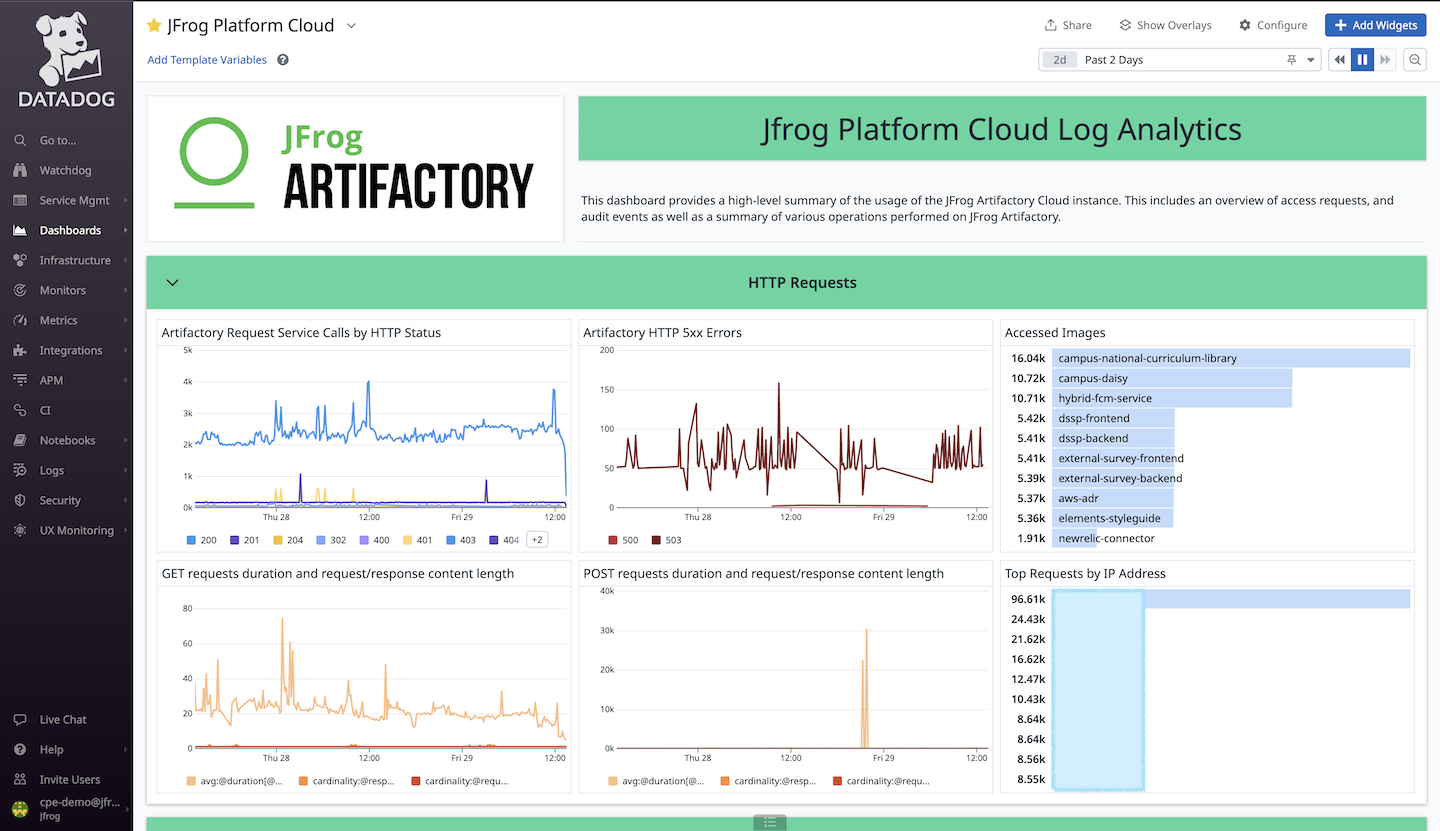 DATADOG
Go to...
Watchdog
Service Mgmt
Dashboards
Infrastructure
Monitors
Metrics
Integrations
APM
CI
Notebooks
Logs
Security
UX Monitoring
Live Chat
Help
Invite Users
cpe-demo@jfr...
Jfrog
JFrog Platform Cloud
Share
Show Overlays
Configure
+ Add Widgets
Add Template Variables ?
2d Past 2 Days
JFrog
ARTIFACTORY
Jfrog Platform Cloud Log Analytics
This dashboard provides a high-level summary of the usage of the JFrog Artifactory Cloud instance. This includes an overview of access requests, and
audit events as well as a summary of various operations performed on JFrog Artifactory.
HTTP Requests
Artifactory Request Service Calls by HTTP Status
5k
4k
3k
2k
1k
0k
Thu 28 12:00 Fri 29 12:00
200 201 204 302 400 401 403 404 +2
Artifactory HTTP 5xx Errors
200
150
100
50
0
Thu 28 12:00 Fri 29 12:00
500 503
Accessed Images
16.04k campus-national-curriculum-library
10.72k campus-daisy
10.71k hybrid-fcm-service
5.42k dssp-frontend
5.41k dssp-backend
5.41k external-survey-frontend
5.39k external-survey-backend
5.37k aws-adr
5.36k elements-styleguide
1.91k newrelic-connector
GET requests duration and request/response content length
80
60
40
20
0
Thu 28 12:00 Fri 29 12:00
avg:@duration[@... cardinality:@resp... cardinality:@requ...
POST requests duration and request/response content length
40k
30k
20k
10k
0k
Thu 28 12:00 Fri 29 12:00
avg:@duration[@... cardinality:@resp... cardinality:@requ...
Top Requests by IP Address
96.61k
24.43k
21.62k
16.62k
12.47k
10.43k
8.64k
8.64k
8.56k
8.55k